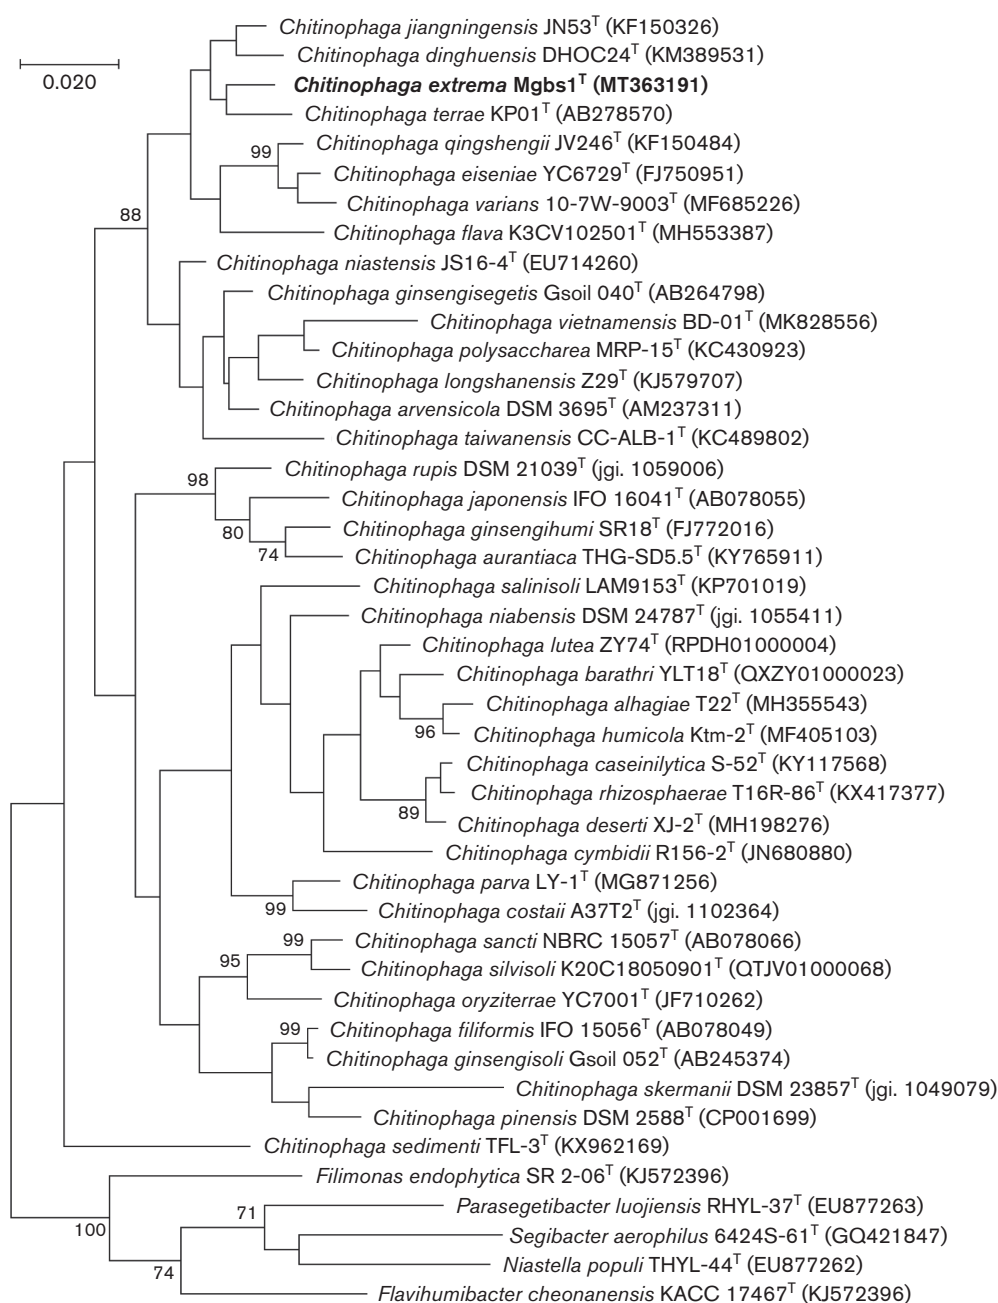 Chitinophaga jiangningensis JN53ᵀ (KF150326)
Chitinophaga dinghuensis DHOC24ᵀ (KM389531)
0.020
Chitinophaga extrema Mgbs1ᵀ (MT363191)
Chitinophaga terrae KP01ᵀ (AB278570)
Chitinophaga qingshengii JV246ᵀ (KF150484)
99
Chitinophaga eiseniae YC6729ᵀ (FJ750951)
Chitinophaga varians 10-7W-9003ᵀ (MF685226)
88
Chitinophaga flava K3CV102501ᵀ (MH553387)
Chitinophaga niastensis JS16-4ᵀ (EU714260)
Chitinophaga ginsengisegetis Gsoil 040ᵀ (AB264798)
Chitinophaga vietnamensis BD-01ᵀ (MK828556)
Chitinophaga polysaccharea MRP-15ᵀ (KC430923)
Chitinophaga longshanensis Z29ᵀ (KJ579707)
Chitinophaga arvensicola DSM 3695ᵀ (AM237311)
Chitinophaga taiwanensis CC-ALB-1ᵀ (KC489802)
Chitinophaga rupis DSM 21039ᵀ (jgi. 1059006)
98
Chitinophaga japonensis IFO 16041ᵀ (AB078055)
80
Chitinophaga ginsengihumi SR18ᵀ (FJ772016)
74
Chitinophaga aurantiaca THG-SD5.5ᵀ (KY765911)
Chitinophaga salinisoli LAM9153ᵀ (KP701019)
Chitinophaga niabensis DSM 24787ᵀ (jgi. 1055411)
Chitinophaga lutea ZY74ᵀ (RPDH01000004)
Chitinophaga barathri YLT18ᵀ (QXZY01000023)
Chitinophaga alhagiae T22ᵀ (MH355543)
96
Chitinophaga humicola Ktm-2ᵀ (MF405103)
Chitinophaga caseinilytica S-52ᵀ (KY117568)
Chitinophaga rhizosphaerae T16R-86ᵀ (KX417377)
89
Chitinophaga deserti XJ-2ᵀ (MH198276)
Chitinophaga cymbidii R156-2ᵀ (JN680880)
Chitinophaga parva LY-1ᵀ (MG871256)
99
Chitinophaga costaii A37T2ᵀ (jgi. 1102364)
99
Chitinophaga sancti NBRC 15057ᵀ (AB078066)
95
Chitinophaga silvisoli K20C18050901ᵀ (QTJV01000068)
Chitinophaga oryziterrae YC7001ᵀ (JF710262)
99
Chitinophaga filiformis IFO 15056ᵀ (AB078049)
Chitinophaga ginsengisoli Gsoil 052ᵀ (AB245374)
Chitinophaga skermanii DSM 23857ᵀ (jgi. 1049079)
Chitinophaga pinensis DSM 2588ᵀ (CP001699)
Chitinophaga sedimenti TFL-3ᵀ (KX962169)
Filimonas endophytica SR 2-06ᵀ (KJ572396)
100
71
Parasegetibacter luojiensis RHYL-37ᵀ (EU877263)
Segibacter aerophilus 6424S-61ᵀ (GQ421847)
Niastella populi THYL-44ᵀ (EU877262)
74
Flavihumibacter cheonanensis KACC 17467ᵀ (KJ572396)